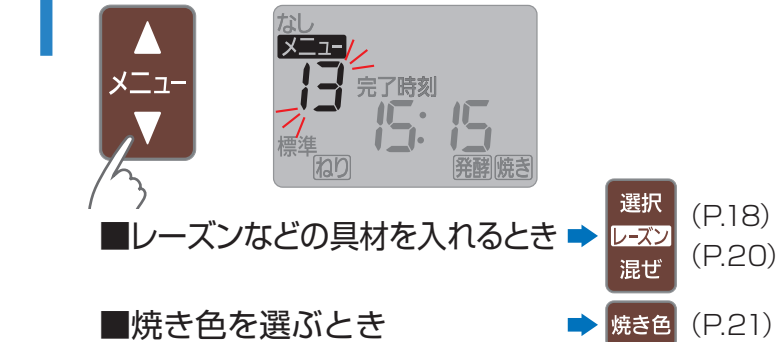 メニュー
なし
メニュー
13
完了時刻
15:15
標準
ねり 発酵 焼き
■レーズンなどの具材を入れるとき
選択
レーズン
混ぜ
（P.18）
（P.20）
■焼き色を選ぶとき
焼き色
（P.21）